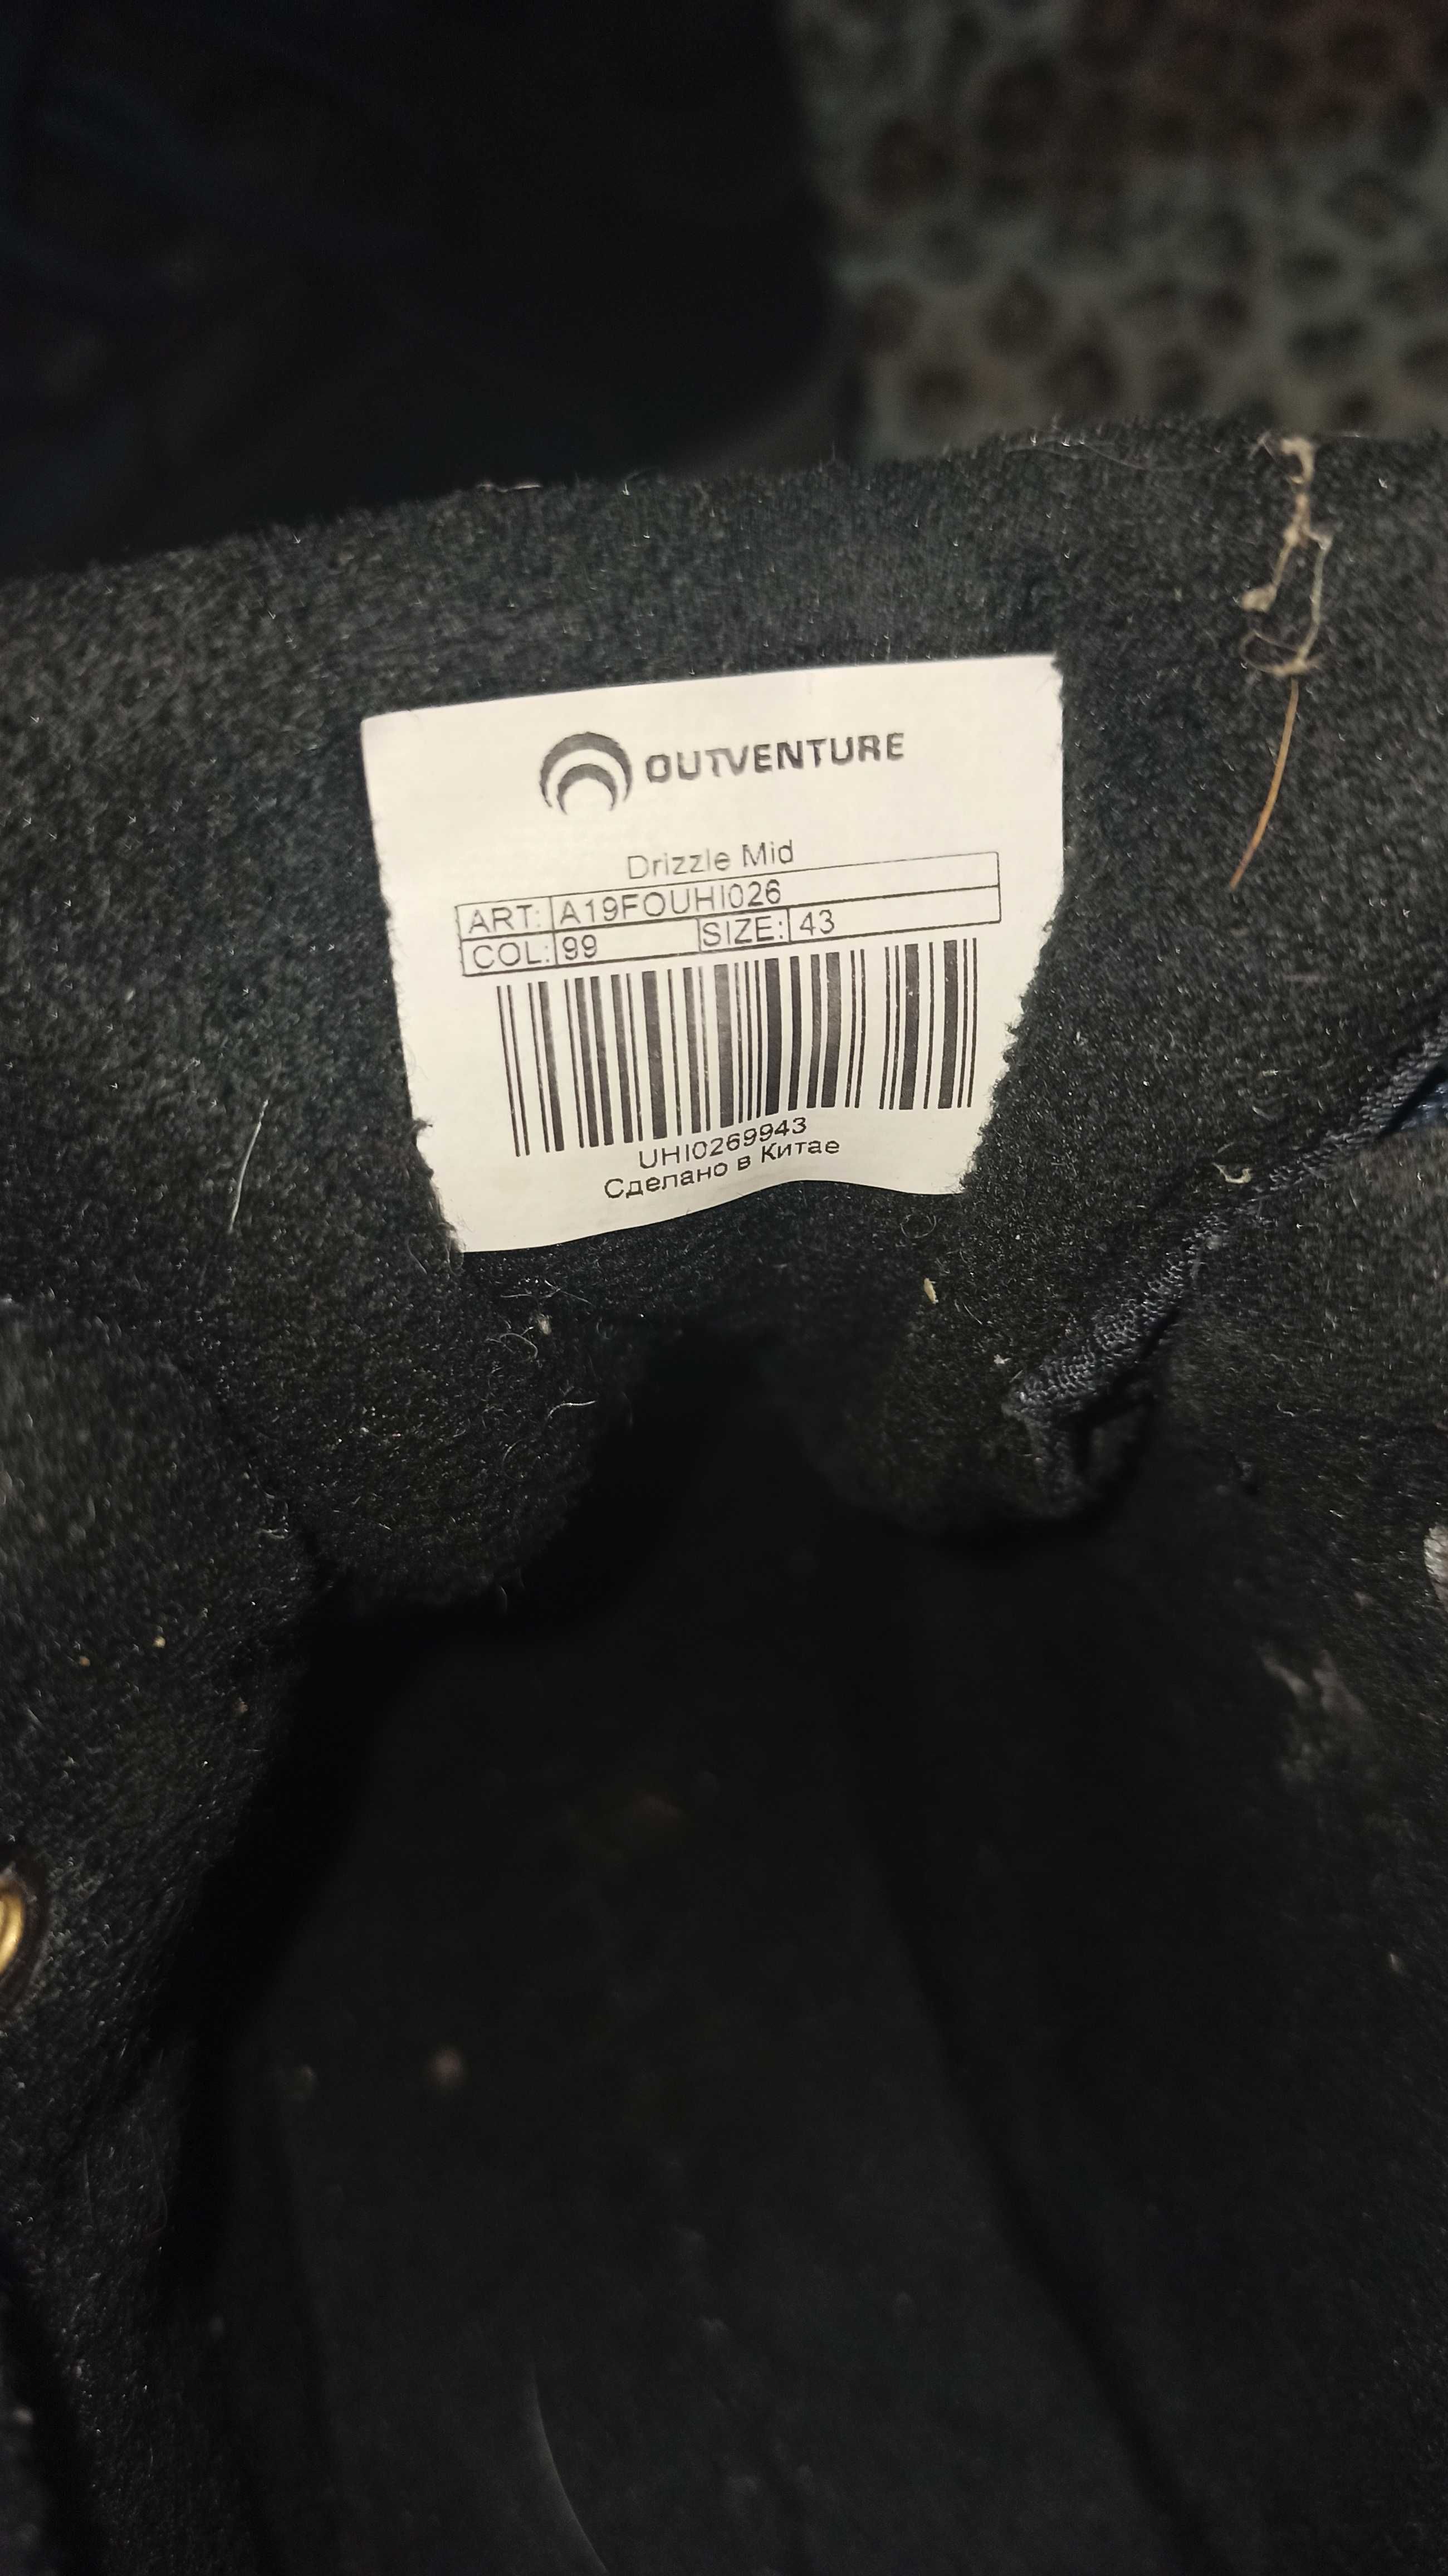 OUTVENTURE
Drizzle Mid
ART: A19FOUHI026
COL: 99 SIZE: 43
UHI0269943
Сделано в Китае